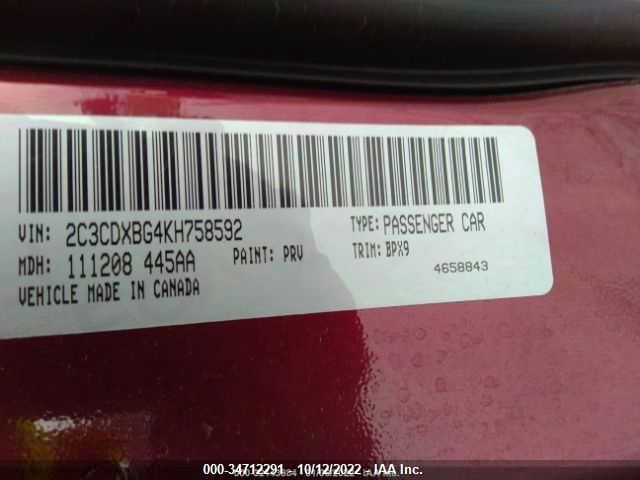 VIN: 2C3CDXBG4KH758592 TYPE: PASSENGER CAR
MDH: 111208 445AA PAINT: PRV TRIM: BPX9
VEHICLE MADE IN CANADA 4658843
000-34712291 - 10/12/2022 - IAA Inc.